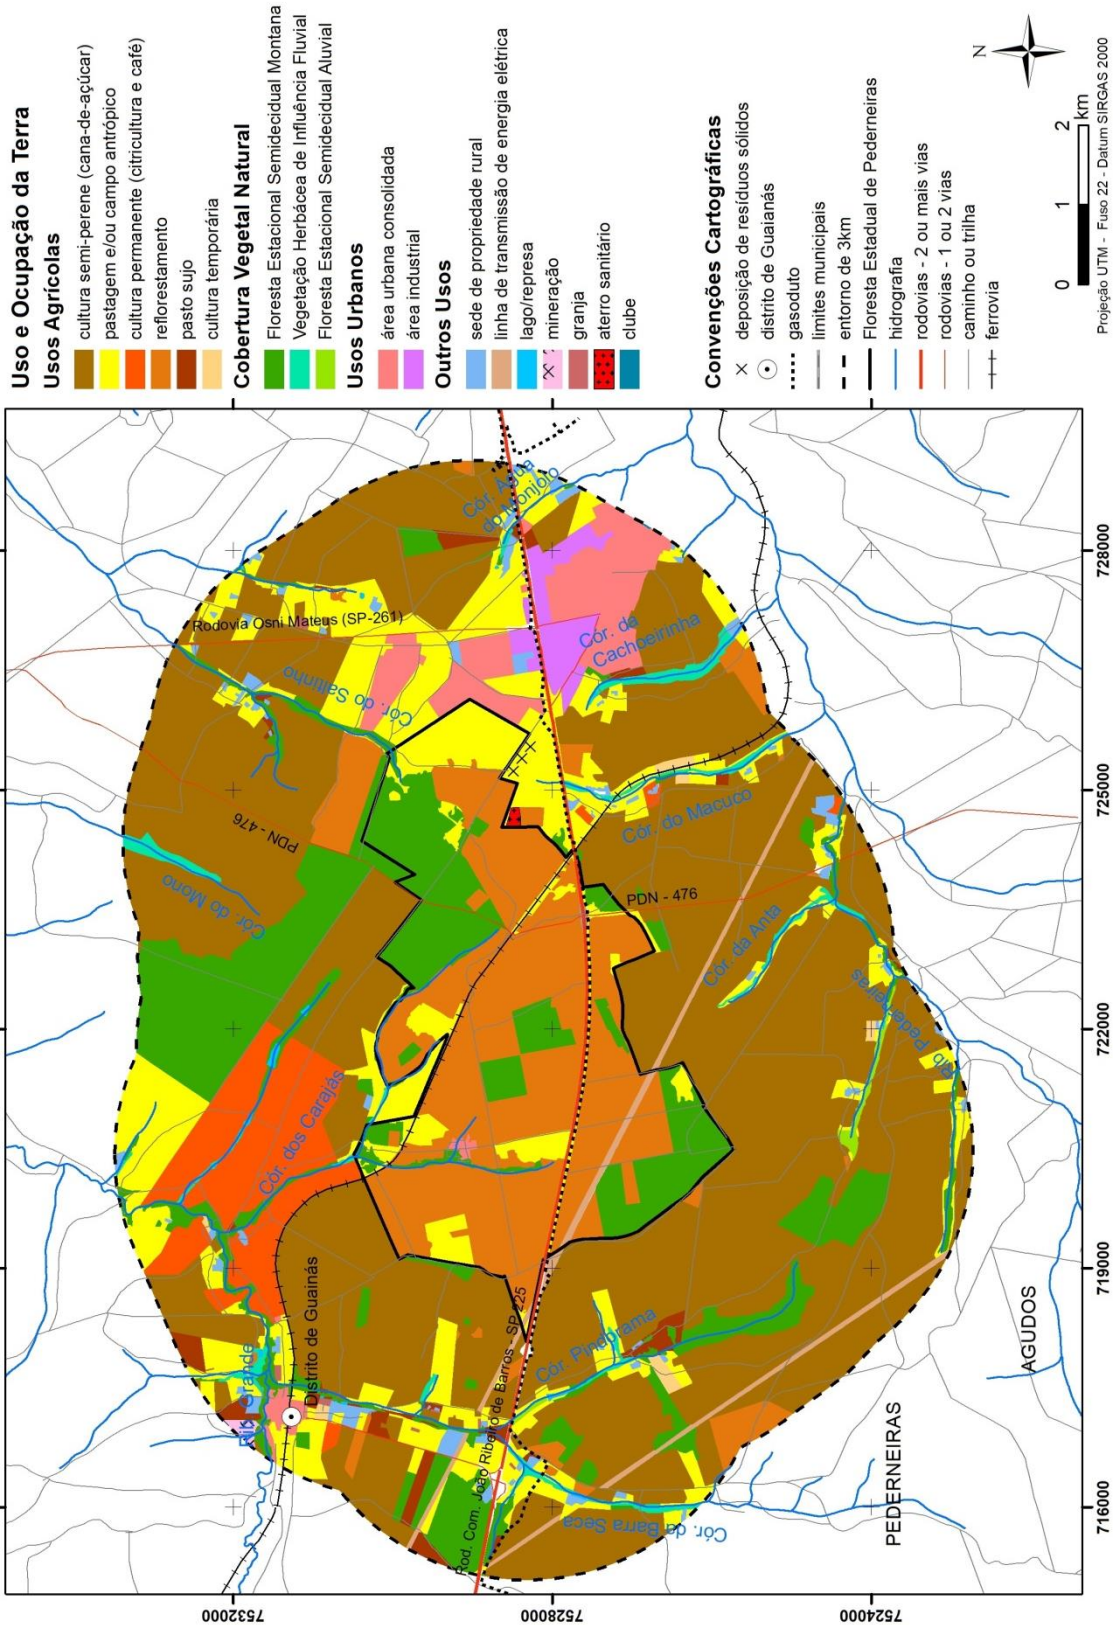 Uso e Ocupação da Terra
Usos Agrícolas
cultura semi-perene (cana-de-açúcar)
pastagem e/ou campo antrópico
cultura permanente (citricultura e café)
reflorestamento
pasto sujo
cultura temporária
Cobertura Vegetal Natural
Floresta Estacional Semidecidual Montana
Vegetação Herbácea de Influência Fluvial
Floresta Estacional Semidecidual Aluvial
Usos Urbanos
área urbana consolidada
área industrial
Outros Usos
sede de propriedade rural
linha de transmissão de energia elétrica
lago/represa
mineração
granja
aterro sanitário
clube
Convenções Cartográficas
deposição de resíduos sólidos
distrito de Guaianás
gasoduto
limites municipais
entorno de 3km
Floresta Estadual de Pederneiras
hidrografia
rodovias - 2 ou mais vias
rodovias - 1 ou 2 vias
caminho ou trilha
ferrovia
N
0 1 2
km
Projeção UTM - Fuso 22 - Datum SIRGAS 2000
Rib. Grande
Distrito de Guainás
Cór. dos Carajás
Cór. do Mono
PDN - 476
Cór. do Saltinho
Rodovia Osni Mateus (SP-261)
Cór. Água
do Monjolo
Cór. da
Cachoeirinha
Cór. do Macuco
PDN - 476
Cór. da Anta
Rib. Pederneiras
Rod. Com. João Ribeiro de Barros - SP 225
Cór. Pindorama
Cór. da Barra Seca
PEDERNEIRAS
AGUDOS
716000
719000
722000
725000
728000
7532000
7528000
7524000